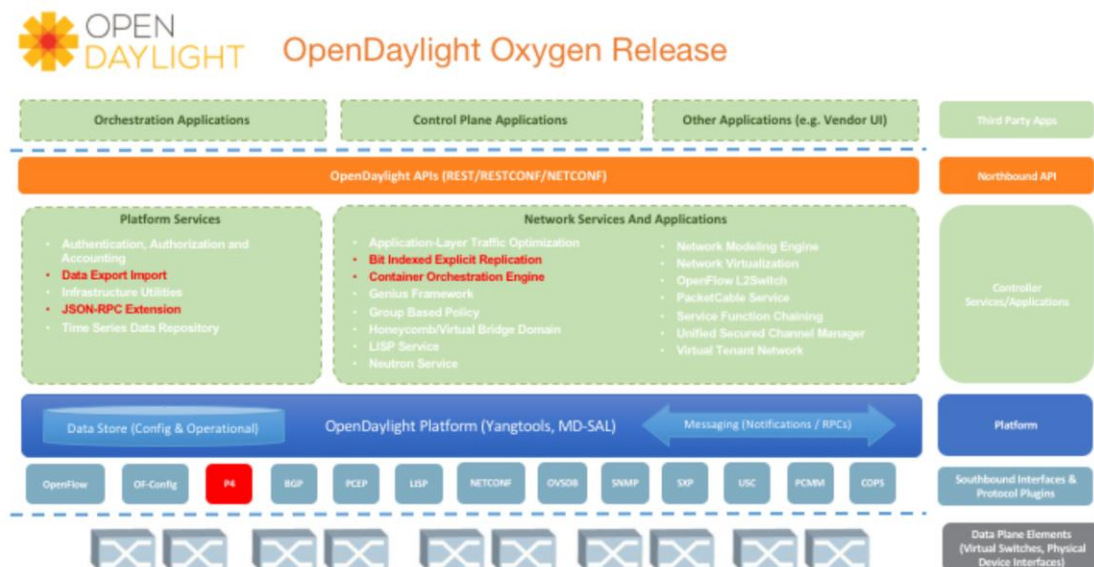 OPEN
DAYLIGHT
OpenDaylight Oxygen Release
Orchestration Applications
Control Plane Applications
Other Applications (e.g. Vendor UI)
Third Party Apps
OpenDaylight APIs (REST/RESTCONF/NETCONF)
Northbound API
Platform Services
• Authentication, Authorization and
Accounting
• Data Export Import
• Infrastructure Utilities
• JSON-RPC Extension
• Time Series Data Repository
Network Services And Applications
• Application-Layer Traffic Optimization
• Bit Indexed Explicit Replication
• Container Orchestration Engine
• Genius Framework
• Group Based Policy
• Honeycomb/Virtual Bridge Domain
• LISP Service
• Neutron Service
• Network Modeling Engine
• Network Virtualization
• OpenFlow L2Switch
• PacketCable Service
• Service Function Chaining
• Unified Secured Channel Manager
• Virtual Tenant Network
Controller
Services/Applications
Data Store (Config & Operational)
OpenDaylight Platform (Yangtools, MD-SAL)
Messaging (Notifications / RPCs)
Platform
OpenFlow
OF-Config
P4
BGP
PCEP
LISP
NETCONF
OVSDB
SNMP
SXP
USC
PCMM
COPS
Southbound Interfaces &
Protocol Plugins
Data Plane Elements
(Virtual Switches, Physical
Device Interfaces)